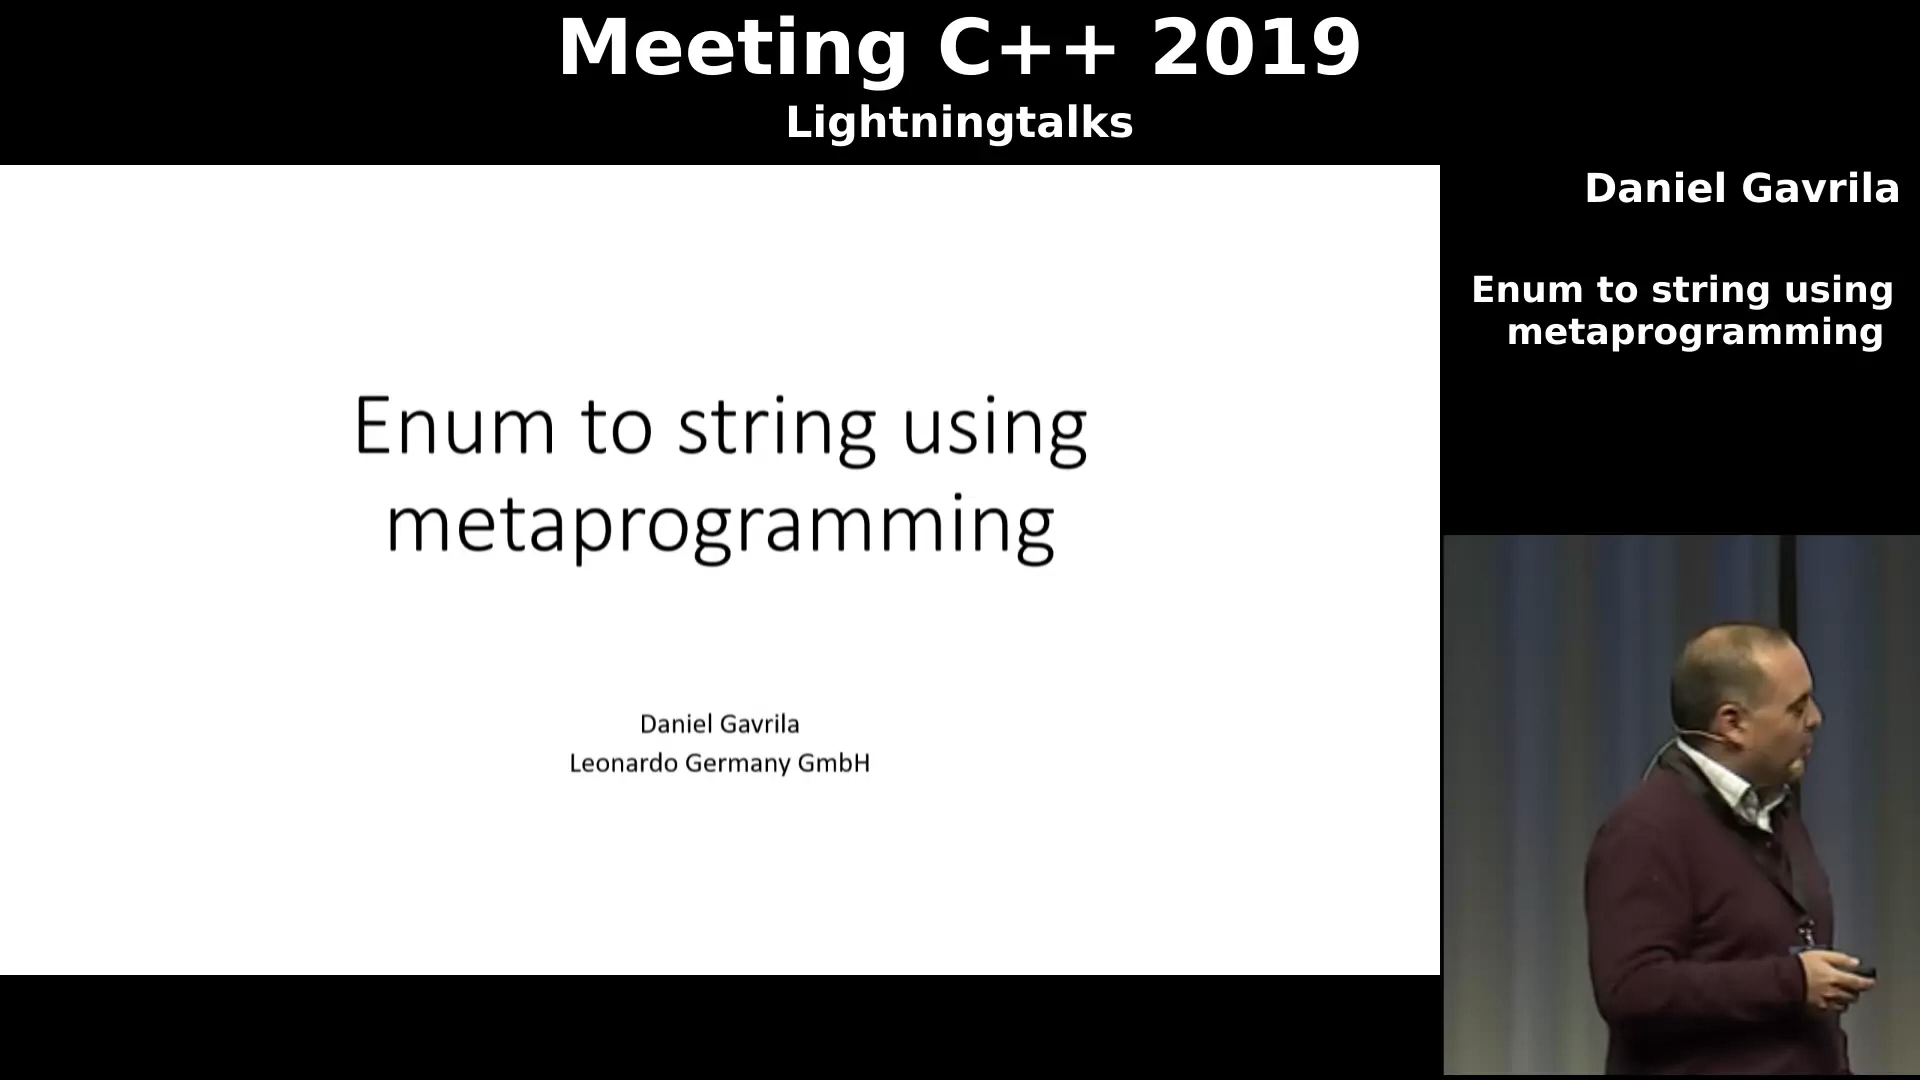 Meeting C++ 2019
Lightningtalks
Daniel Gavrila
Enum to string using
metaprogramming
Enum to string using
metaprogramming
Daniel Gavrila
Leonardo Germany GmbH